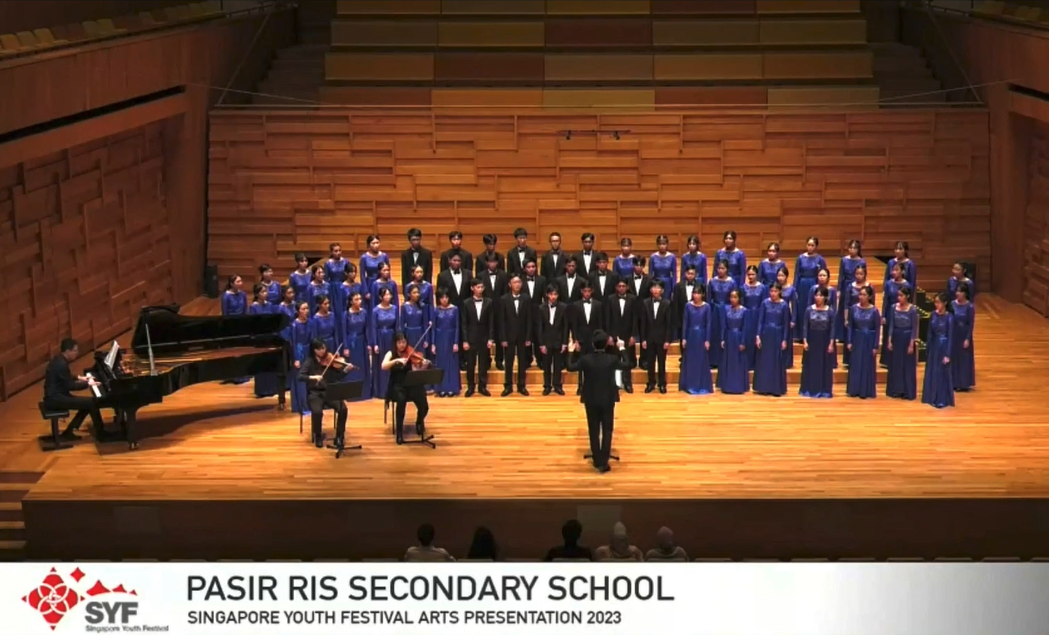 PASIR RIS SECONDARY SCHOOL
SINGAPORE YOUTH FESTIVAL ARTS PRESENTATION 2023
SYF
Singapore Youth Festival